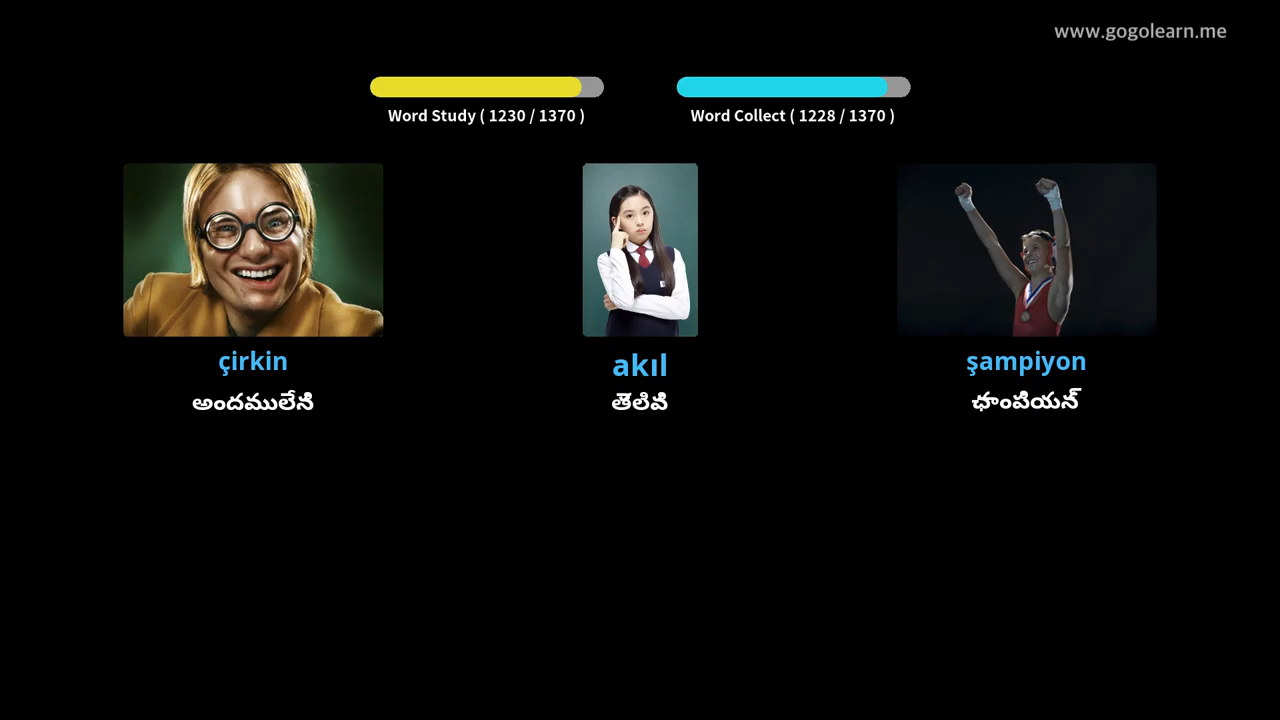 www.gogolearn.me
Word Study ( 1230 / 1370 )
Word Collect ( 1228 / 1370 )
çirkin
akıl
şampiyon
అందములేని
తెలివి
ఛాంపియన్